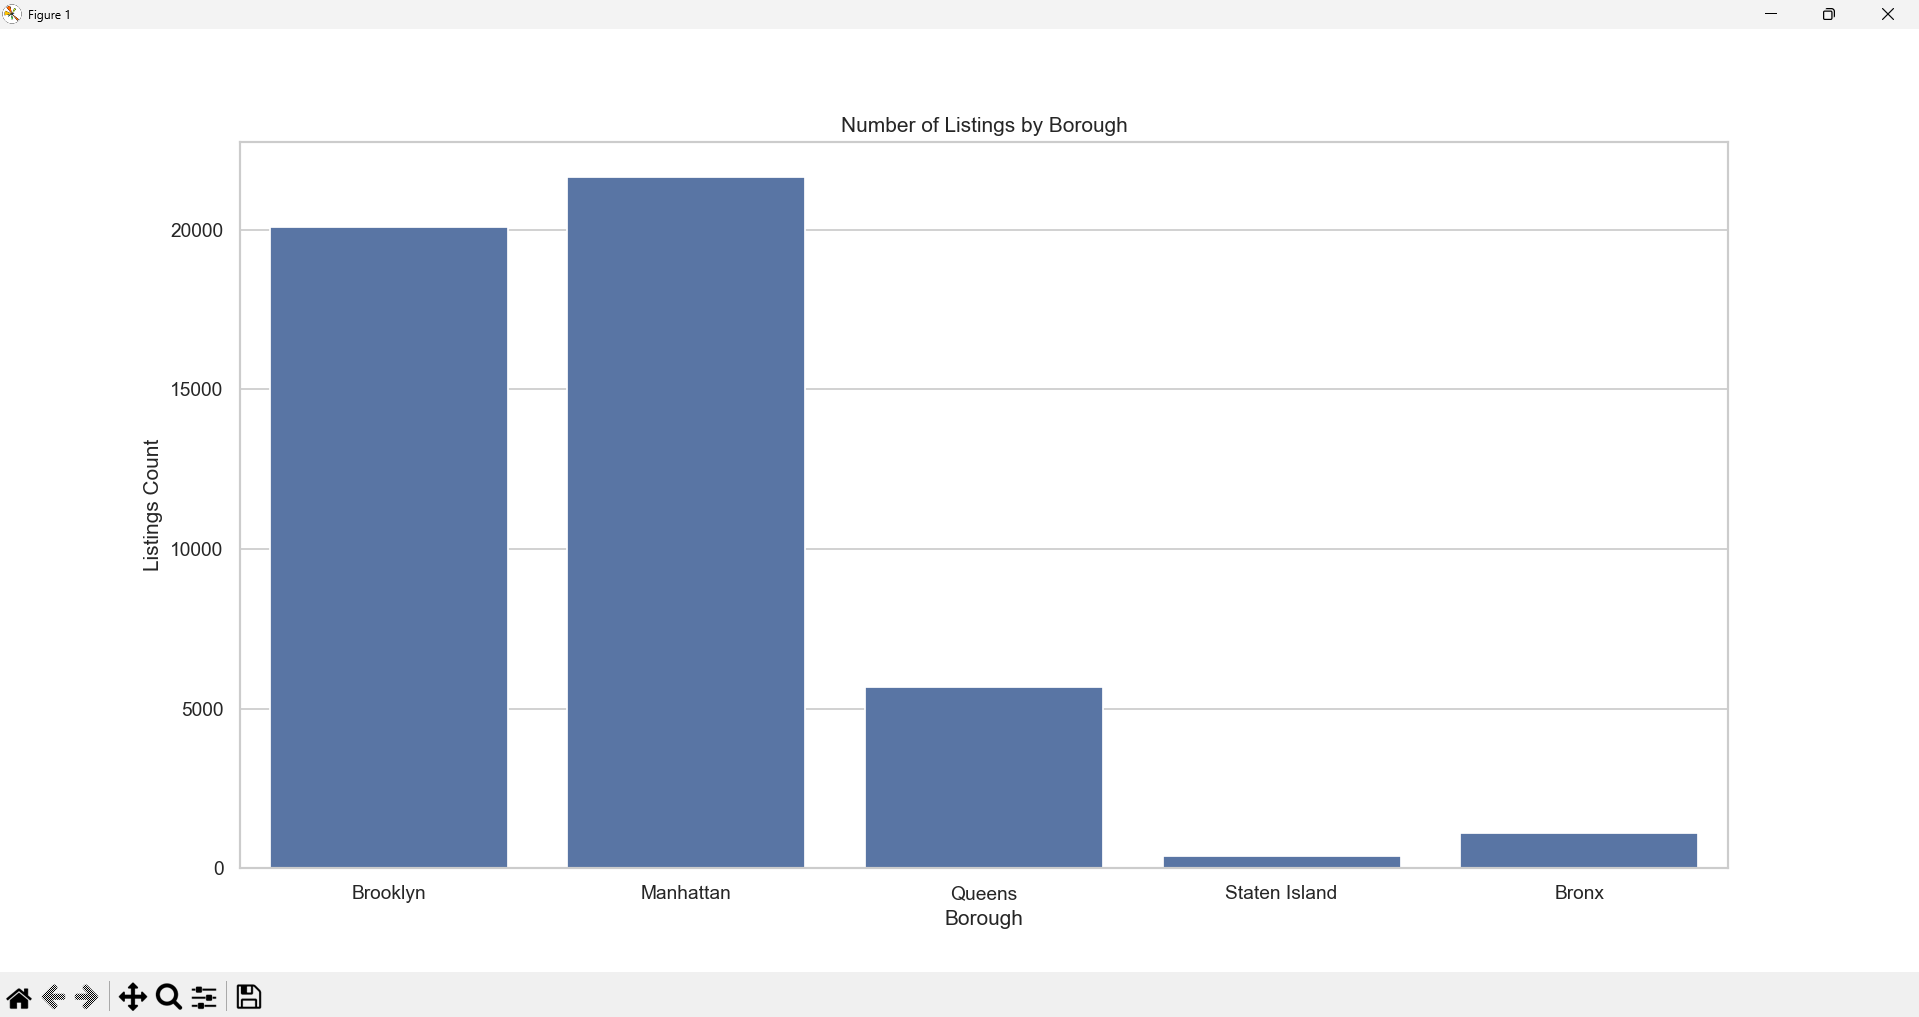 Figure 1
Number of Listings by Borough
20000
15000
10000
5000
0
Listings Count
Brooklyn Manhattan Queens Staten Island Bronx
Borough